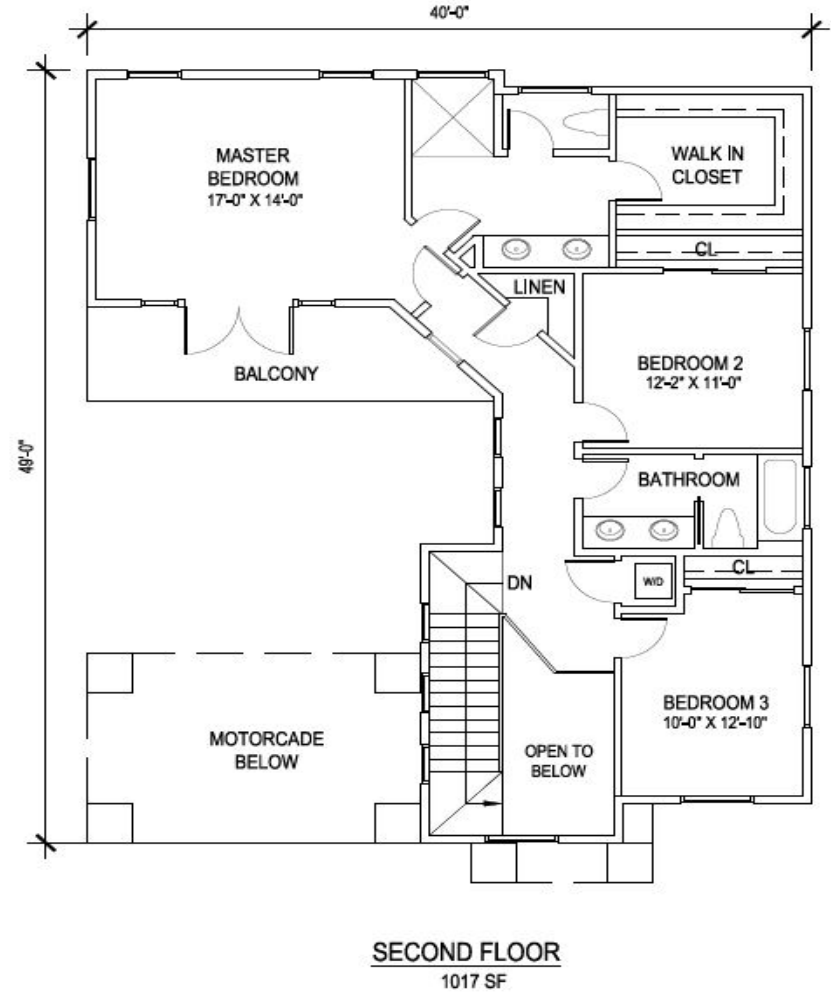 40'-0"
49'-0"
MASTER
BEDROOM
17'-0" X 14'-0"
WALK IN
CLOSET
CL
LINEN
BEDROOM 2
12'-2" X 11'-0"
BALCONY
BATHROOM
CL
W/D
DN
BEDROOM 3
10'-0" X 12'-10"
MOTORCADE
BELOW
OPEN TO
BELOW
SECOND FLOOR
1017 SF